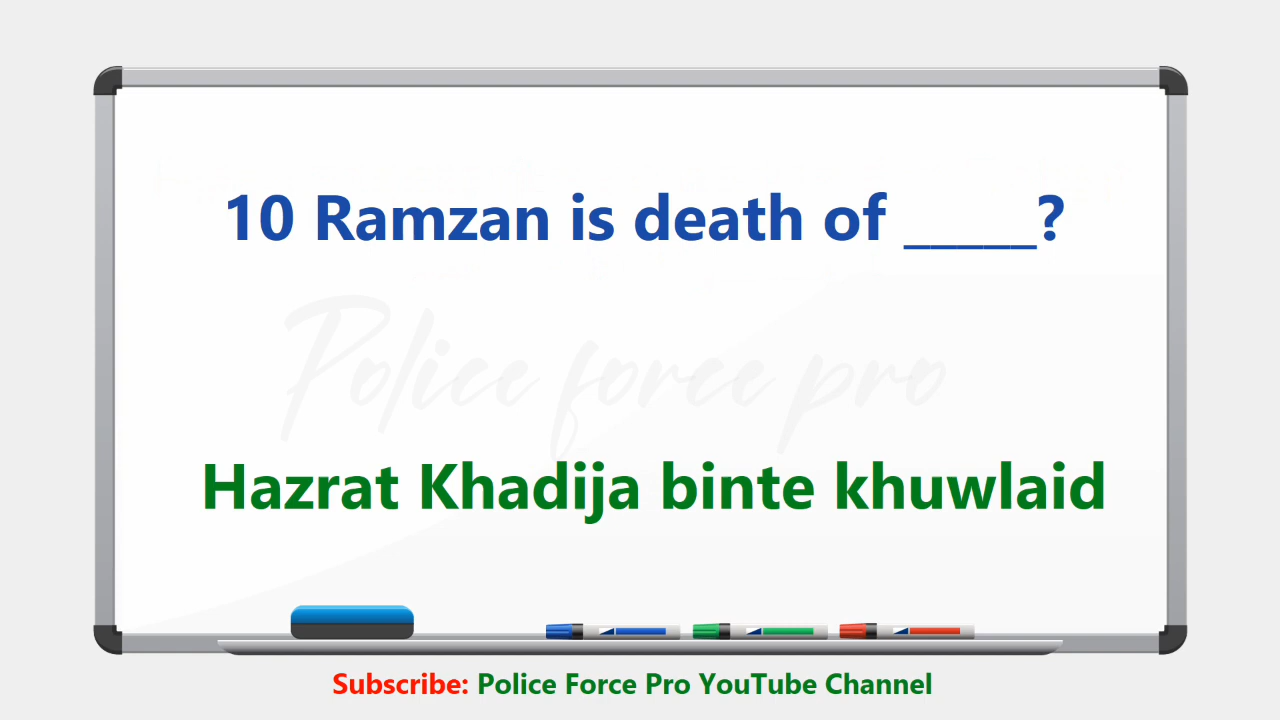 10 Ramzan is death of _____?
Police force pro
Hazrat Khadija binte khuwlaid
Subscribe: Police Force Pro YouTube Channel